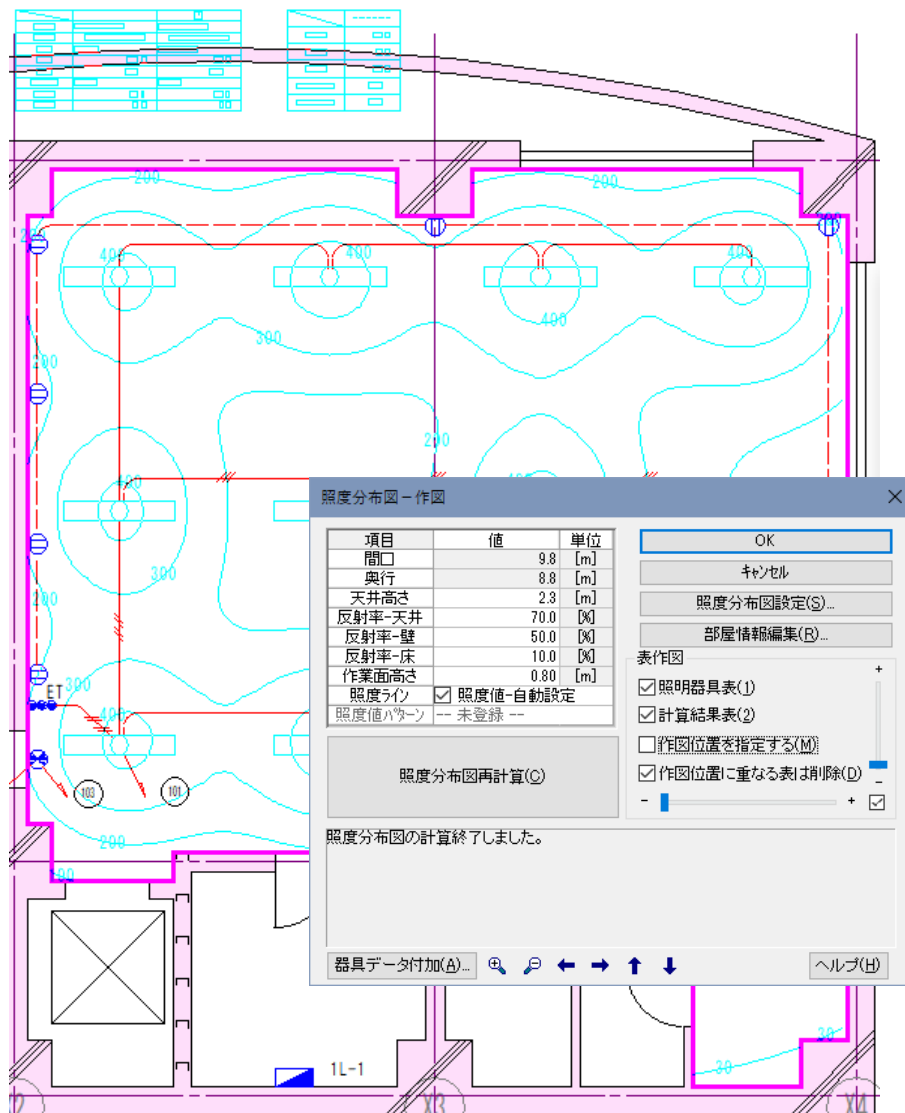 200
200
200
200
400
400
400
400
300
200
200
400
300
200
ET
300
400
103
101
200
照度分布図－作図
項目 値 単位
間口 9.8 [m]
奥行 8.8 [m]
天井高さ 2.3 [m]
反射率-天井 70.0 [%]
反射率-壁 50.0 [%]
反射率-床 10.0 [%]
作業面高さ 0.80 [m]
照度ライン 照度値-自動設定
照度値パターン -- 未登録 --
照度分布図再計算(C)
OK
キャンセル
照度分布図設定(S)...
部屋情報編集(R)...
表作図
照明器具表(1)
計算結果表(2)
作図位置を指定する(M)
作図位置に重なる表は削除(D)
+
-
- +
照度分布図の計算終了しました。
器具データ付加(A)...
ヘルプ(H)
1L-1
30
30
X3
X4